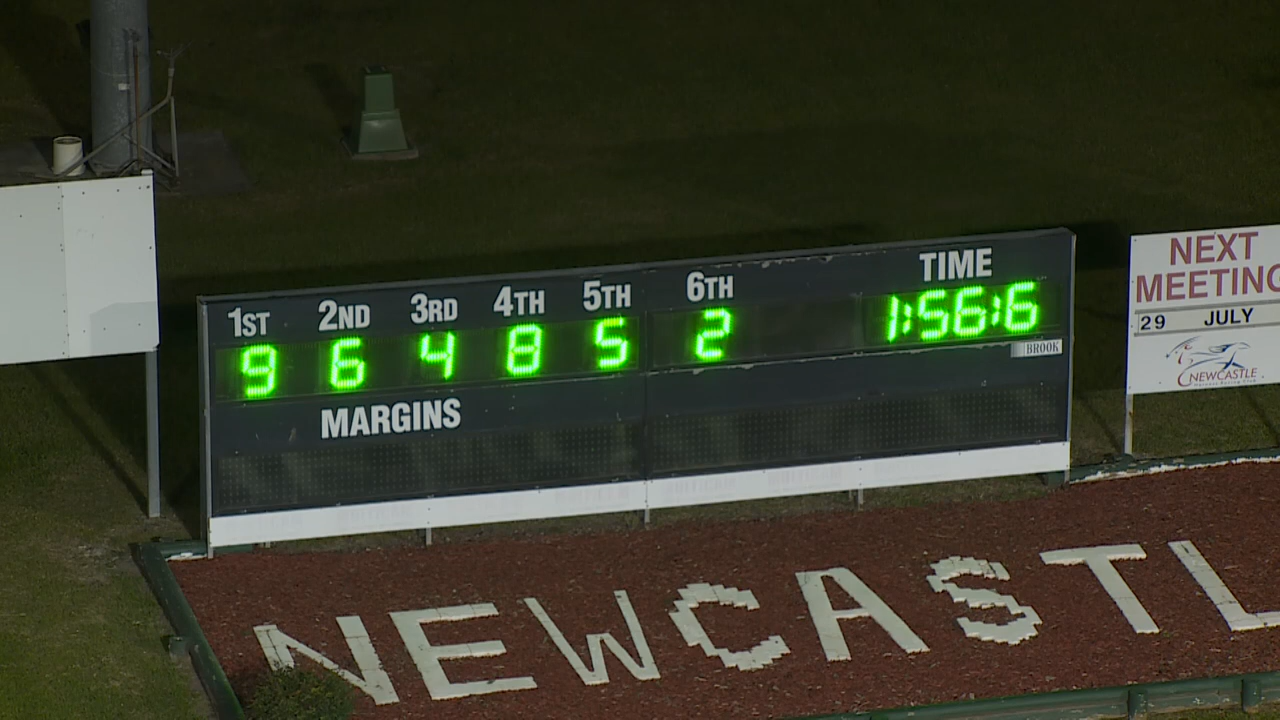 1ST 2ND 3RD 4TH 5TH 6TH TIME
9 6 4 8 5 2 1:56:6
BROOK
MARGINS
NEXT
MEETING
29 JULY
NEWCASTLE
NEWCASTL